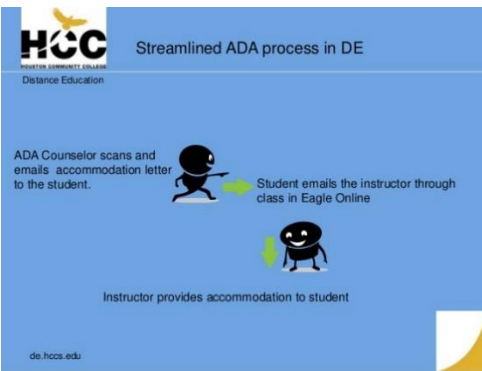 HCC
HOUSTON COMMUNITY COLLEGE
Streamlined ADA process in DE
Distance Education
ADA Counselor scans and
emails accommodation letter
to the student.
Student emails the instructor through
class in Eagle Online
Instructor provides accommodation to student
de.hccs.edu